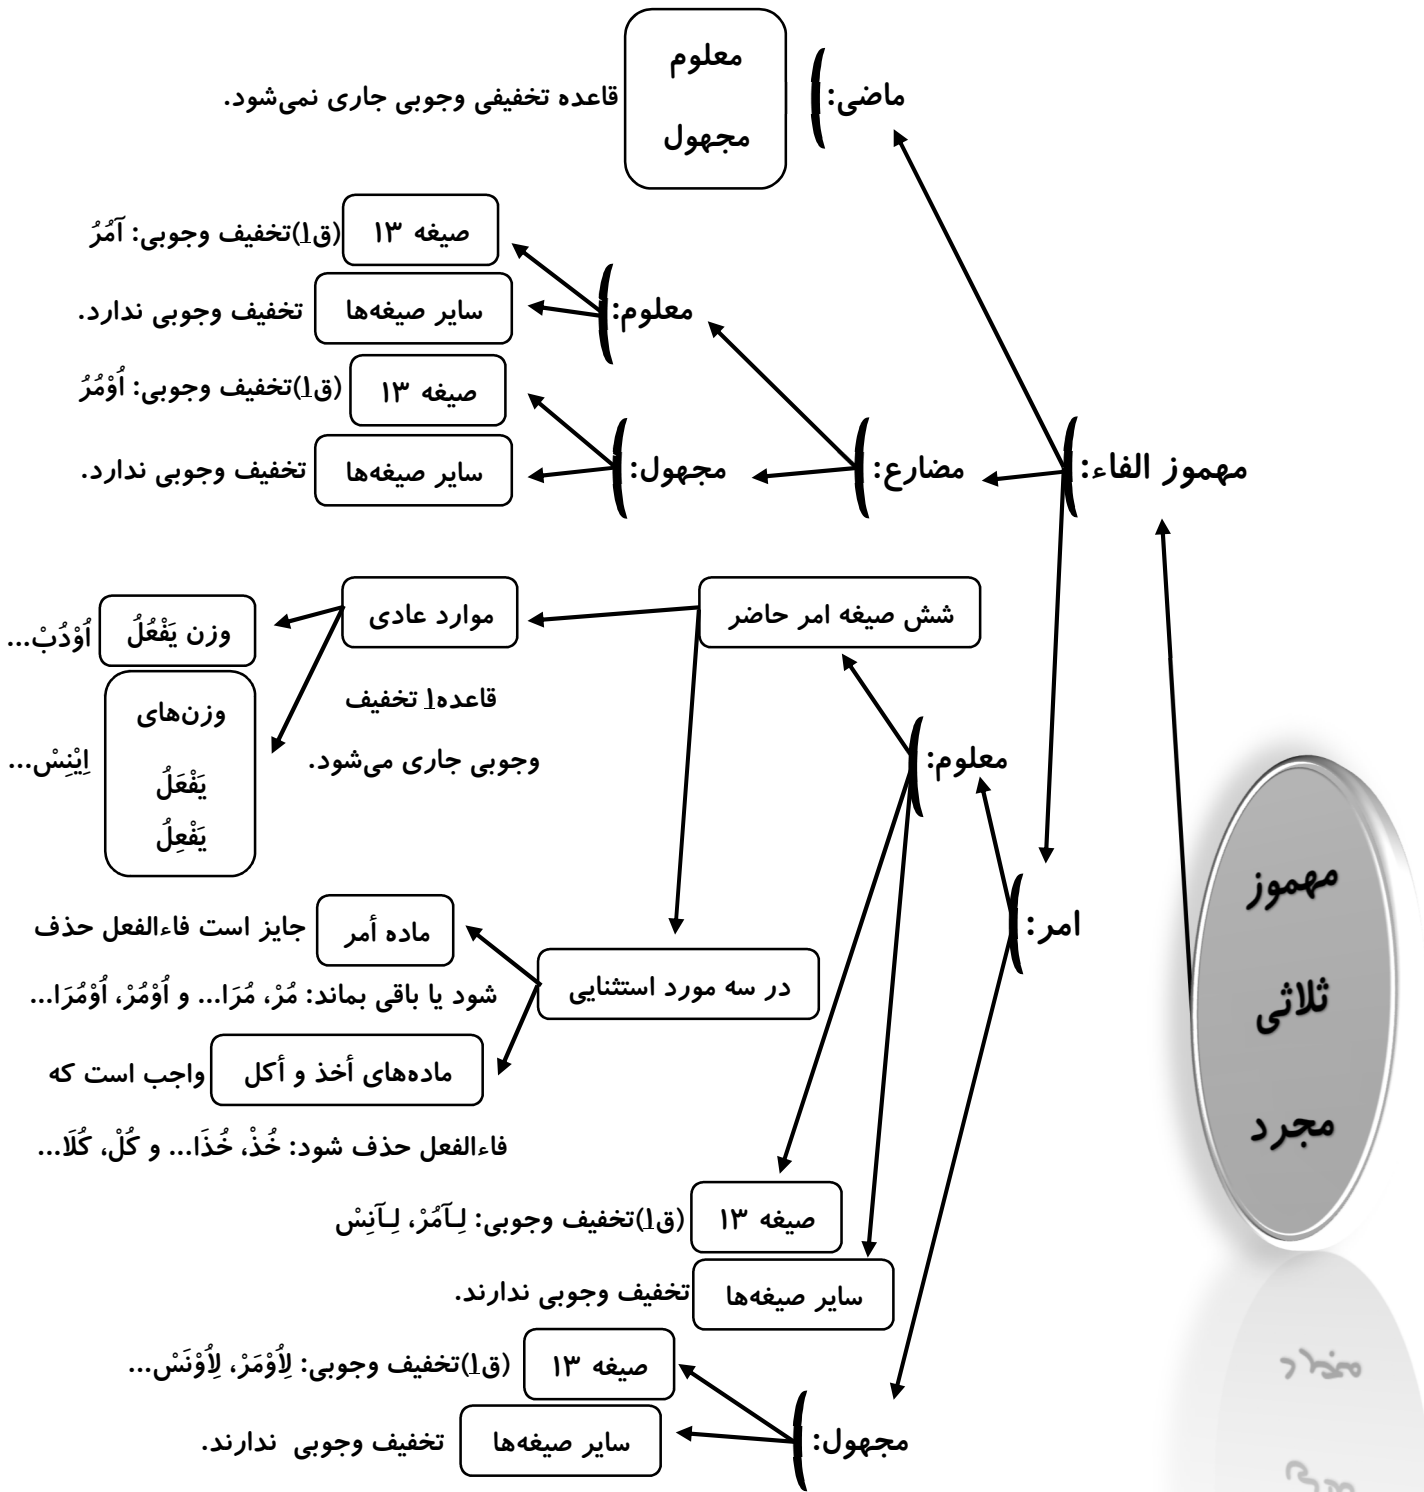 معلوم
مجهول
ماضی:
قاعده تخفیفی وجوبی جاری نمی‌شود.
صیغه ۱۳
(ق۱)تخفیف وجوبی: آمُرُ
معلوم:
سایر صیغه‌ها
تخفیف وجوبی ندارد.
صیغه ۱۳
(ق۱)تخفیف وجوبی: اُوْمُرُ
مهموز الفاء:
مضارع:
مجهول:
سایر صیغه‌ها
تخفیف وجوبی ندارد.
شش صیغه امر حاضر
موارد عادی
وزن یَفْعُلُ
اُوْدُبْ...
قاعده۱ تخفیف
وجوبی جاری می‌شود.
وزن‌های
یَفْعَلُ
یَفْعِلُ
اِیْنِسْ...
معلوم:
امر:
ماده أمر
جایز است فاءالفعل حذف
شود یا باقی بماند: مُرْ، مُرَا... و اُوْمُرْ، اُوْمُرَا...
در سه مورد استثنایی
ماده‌های أخذ و أکل
واجب است که
فاءالفعل حذف شود: خُذْ، خُذَا... و کُلْ، کُلَا...
صیغه ۱۳
(ق۱)تخفیف وجوبی: لِـآمُرْ، لِـآنِسْ
سایر صیغه‌ها
تخفیف وجوبی ندارند.
صیغه ۱۳
(ق۱)تخفیف وجوبی: لِاُوْمَرْ، لِاُوْنَسْ...
مجهول:
سایر صیغه‌ها
تخفیف وجوبی ندارند.
مهموز
ثلاثی
مجرد